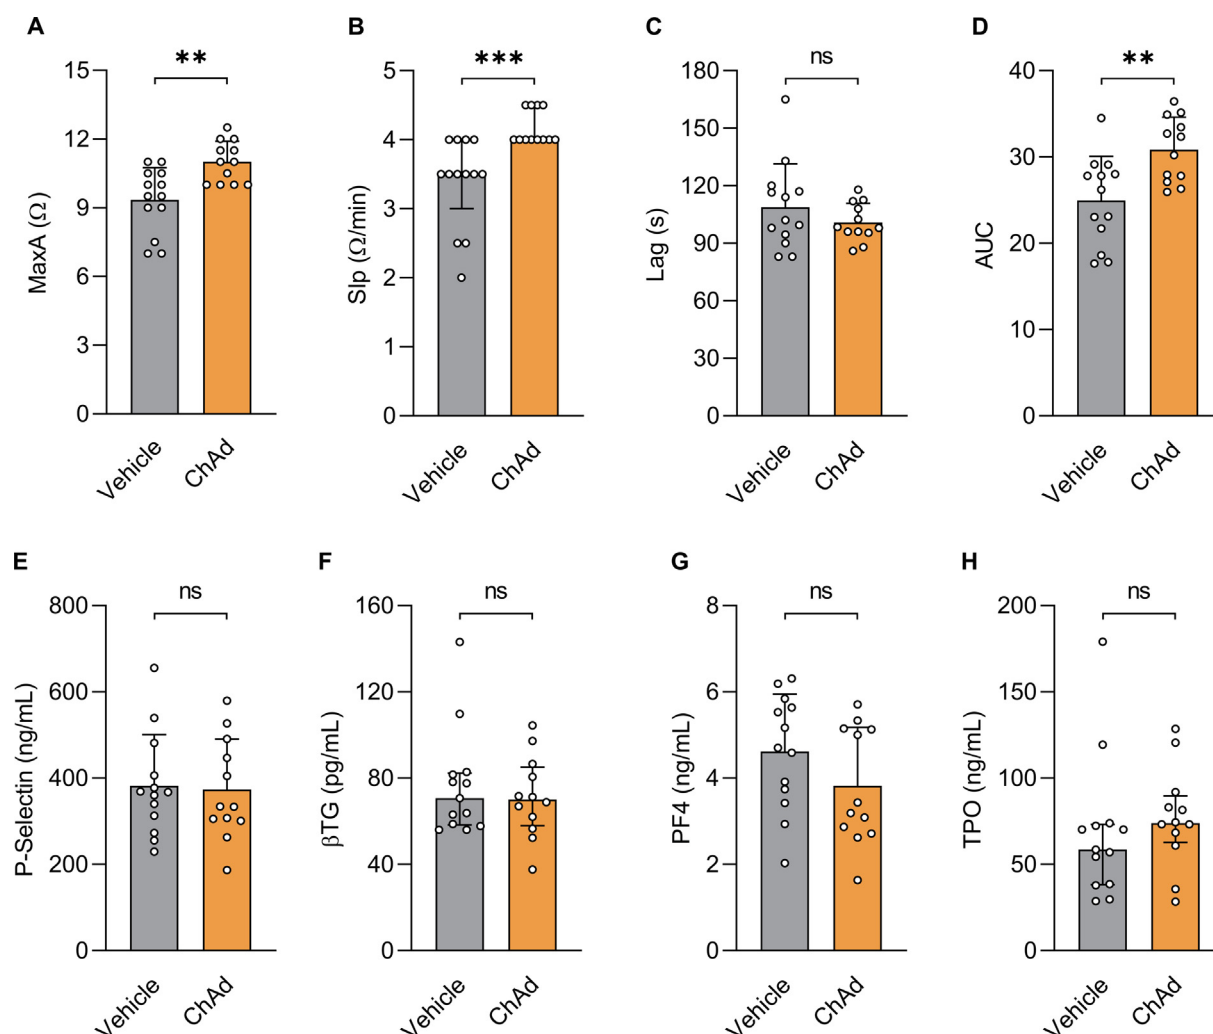 A
**
MaxA (Ω)
15
12
9
6
3
0
Vehicle
ChAd
B
***
Slp (Ω/min)
5
4
3
2
1
0
Vehicle
ChAd
C
ns
Lag (s)
180
150
120
90
60
30
0
Vehicle
ChAd
D
**
AUC
40
30
20
10
0
Vehicle
ChAd
E
ns
P-Selectin (ng/mL)
800
600
400
200
0
Vehicle
ChAd
F
ns
βTG (pg/mL)
160
120
80
40
0
Vehicle
ChAd
G
ns
PF4 (ng/mL)
8
6
4
2
0
Vehicle
ChAd
H
ns
TPO (ng/mL)
200
150
100
50
0
Vehicle
ChAd